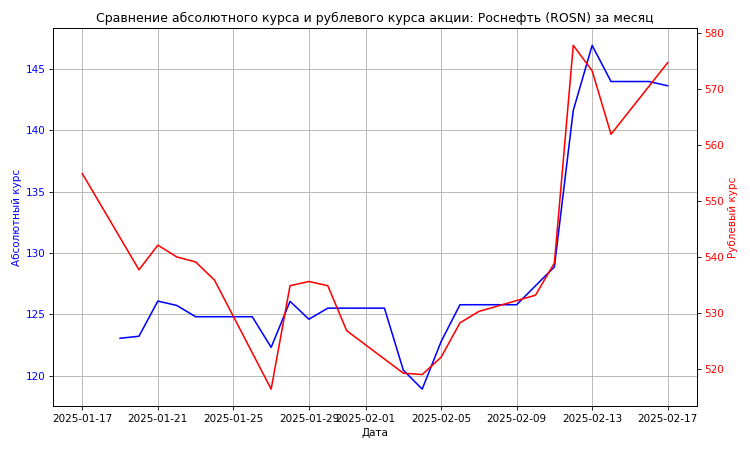 Сравнение абсолютного курса и рублевого курса акции: Роснефть (ROSN) за месяц
Абсолютный курс
145
140
135
130
125
120
580
570
560
550
540
530
520
Рублевый курс
2025-01-17 2025-01-21 2025-01-25 2025-01-29 2025-02-01 2025-02-05 2025-02-09 2025-02-13 2025-02-17
Дата